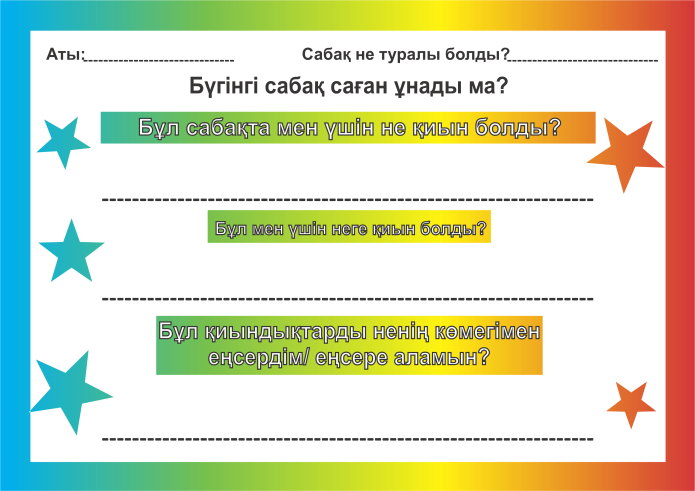 Аты: Сабақ не туралы болды?
Бүгінгі сабақ саған ұнады ма?
Бұл сабақта мен үшін не қиын болды?
Бұл мен үшін неге қиын болды?
Бұл қиындықтарды ненің көмегімен
еңсердім/ еңсере аламын?